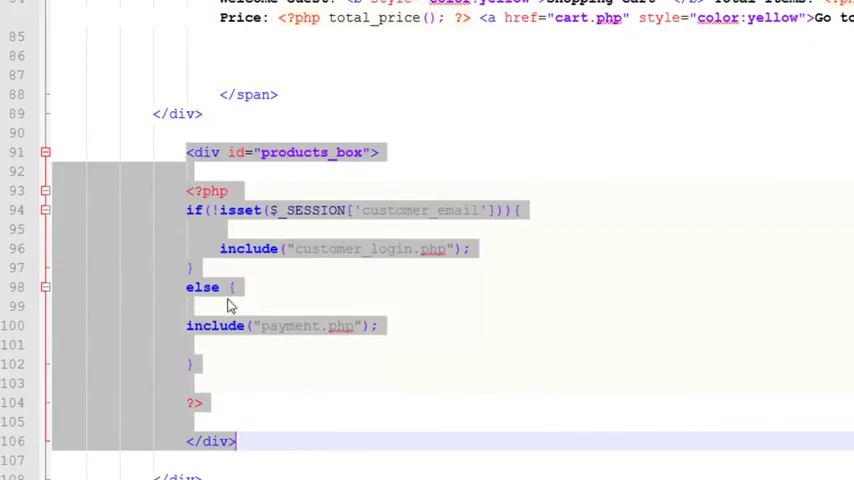 Price: <?php total_price(); ?> <a href="cart.php" style="color:yellow">Go to
85
86
87
88 </span>
89 </div>
90
91 <div id="products_box">
92
93 <?php
94 if(!isset($_SESSION['customer_email'])){
95
96 include("customer_login.php");
97 }
98 else {
99
100 include("payment.php");
101
102 }
103
104 ?>
105
106 </div>
107